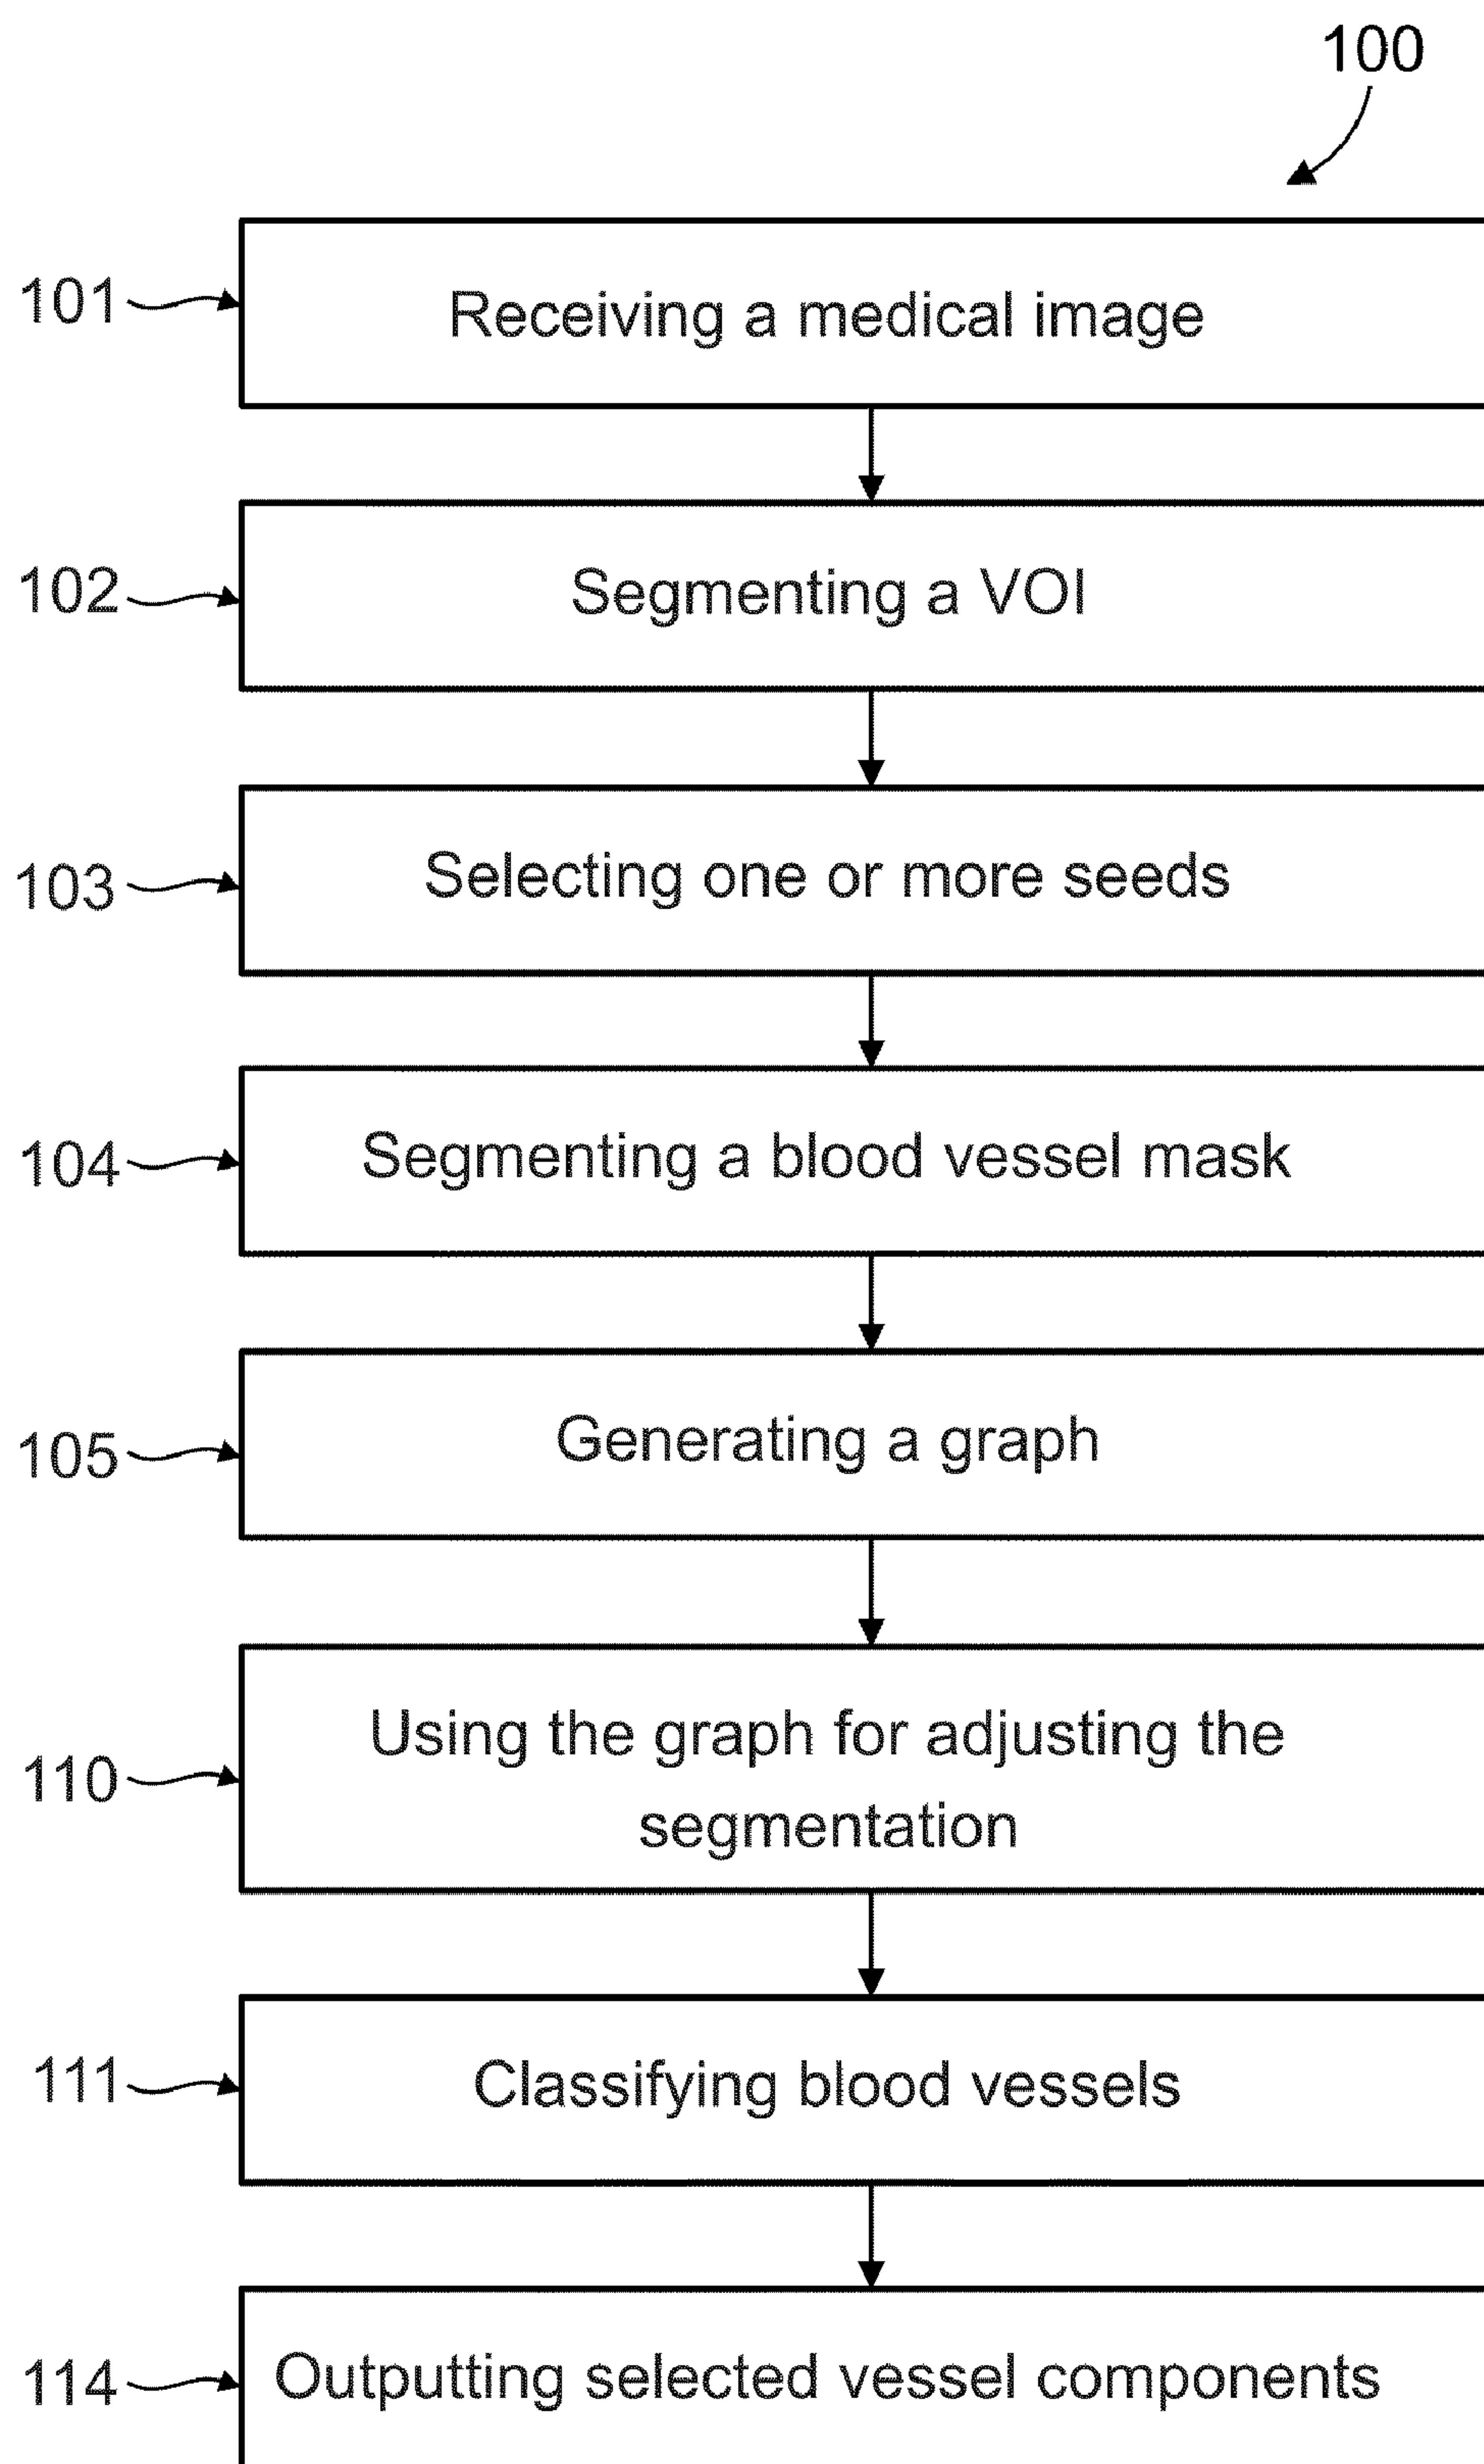 100
101
Receiving a medical image
102
Segmenting a VOI
103
Selecting one or more seeds
104
Segmenting a blood vessel mask
105
Generating a graph
110
Using the graph for adjusting the
segmentation
111
Classifying blood vessels
114
Outputting selected vessel components